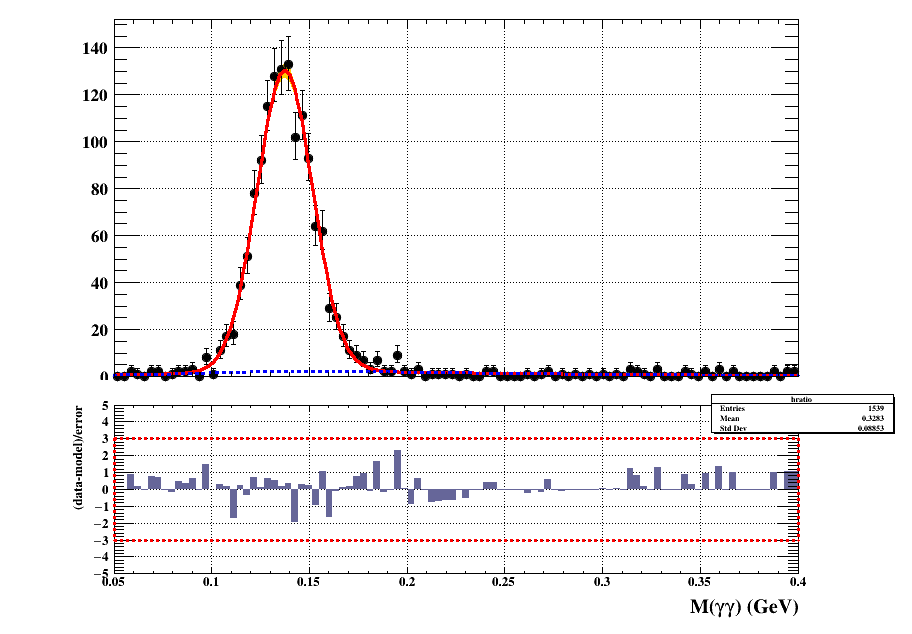 140
120
100
80
60
40
20
0
hratio
Entries 1539
Mean 0.3283
Std Dev 0.08853
(data-model)/error
5
4
3
2
1
0
−1
−2
−3
−4
−5
0.05 0.1 0.15 0.2 0.25 0.3 0.35 0.4
M(γγ) (GeV)